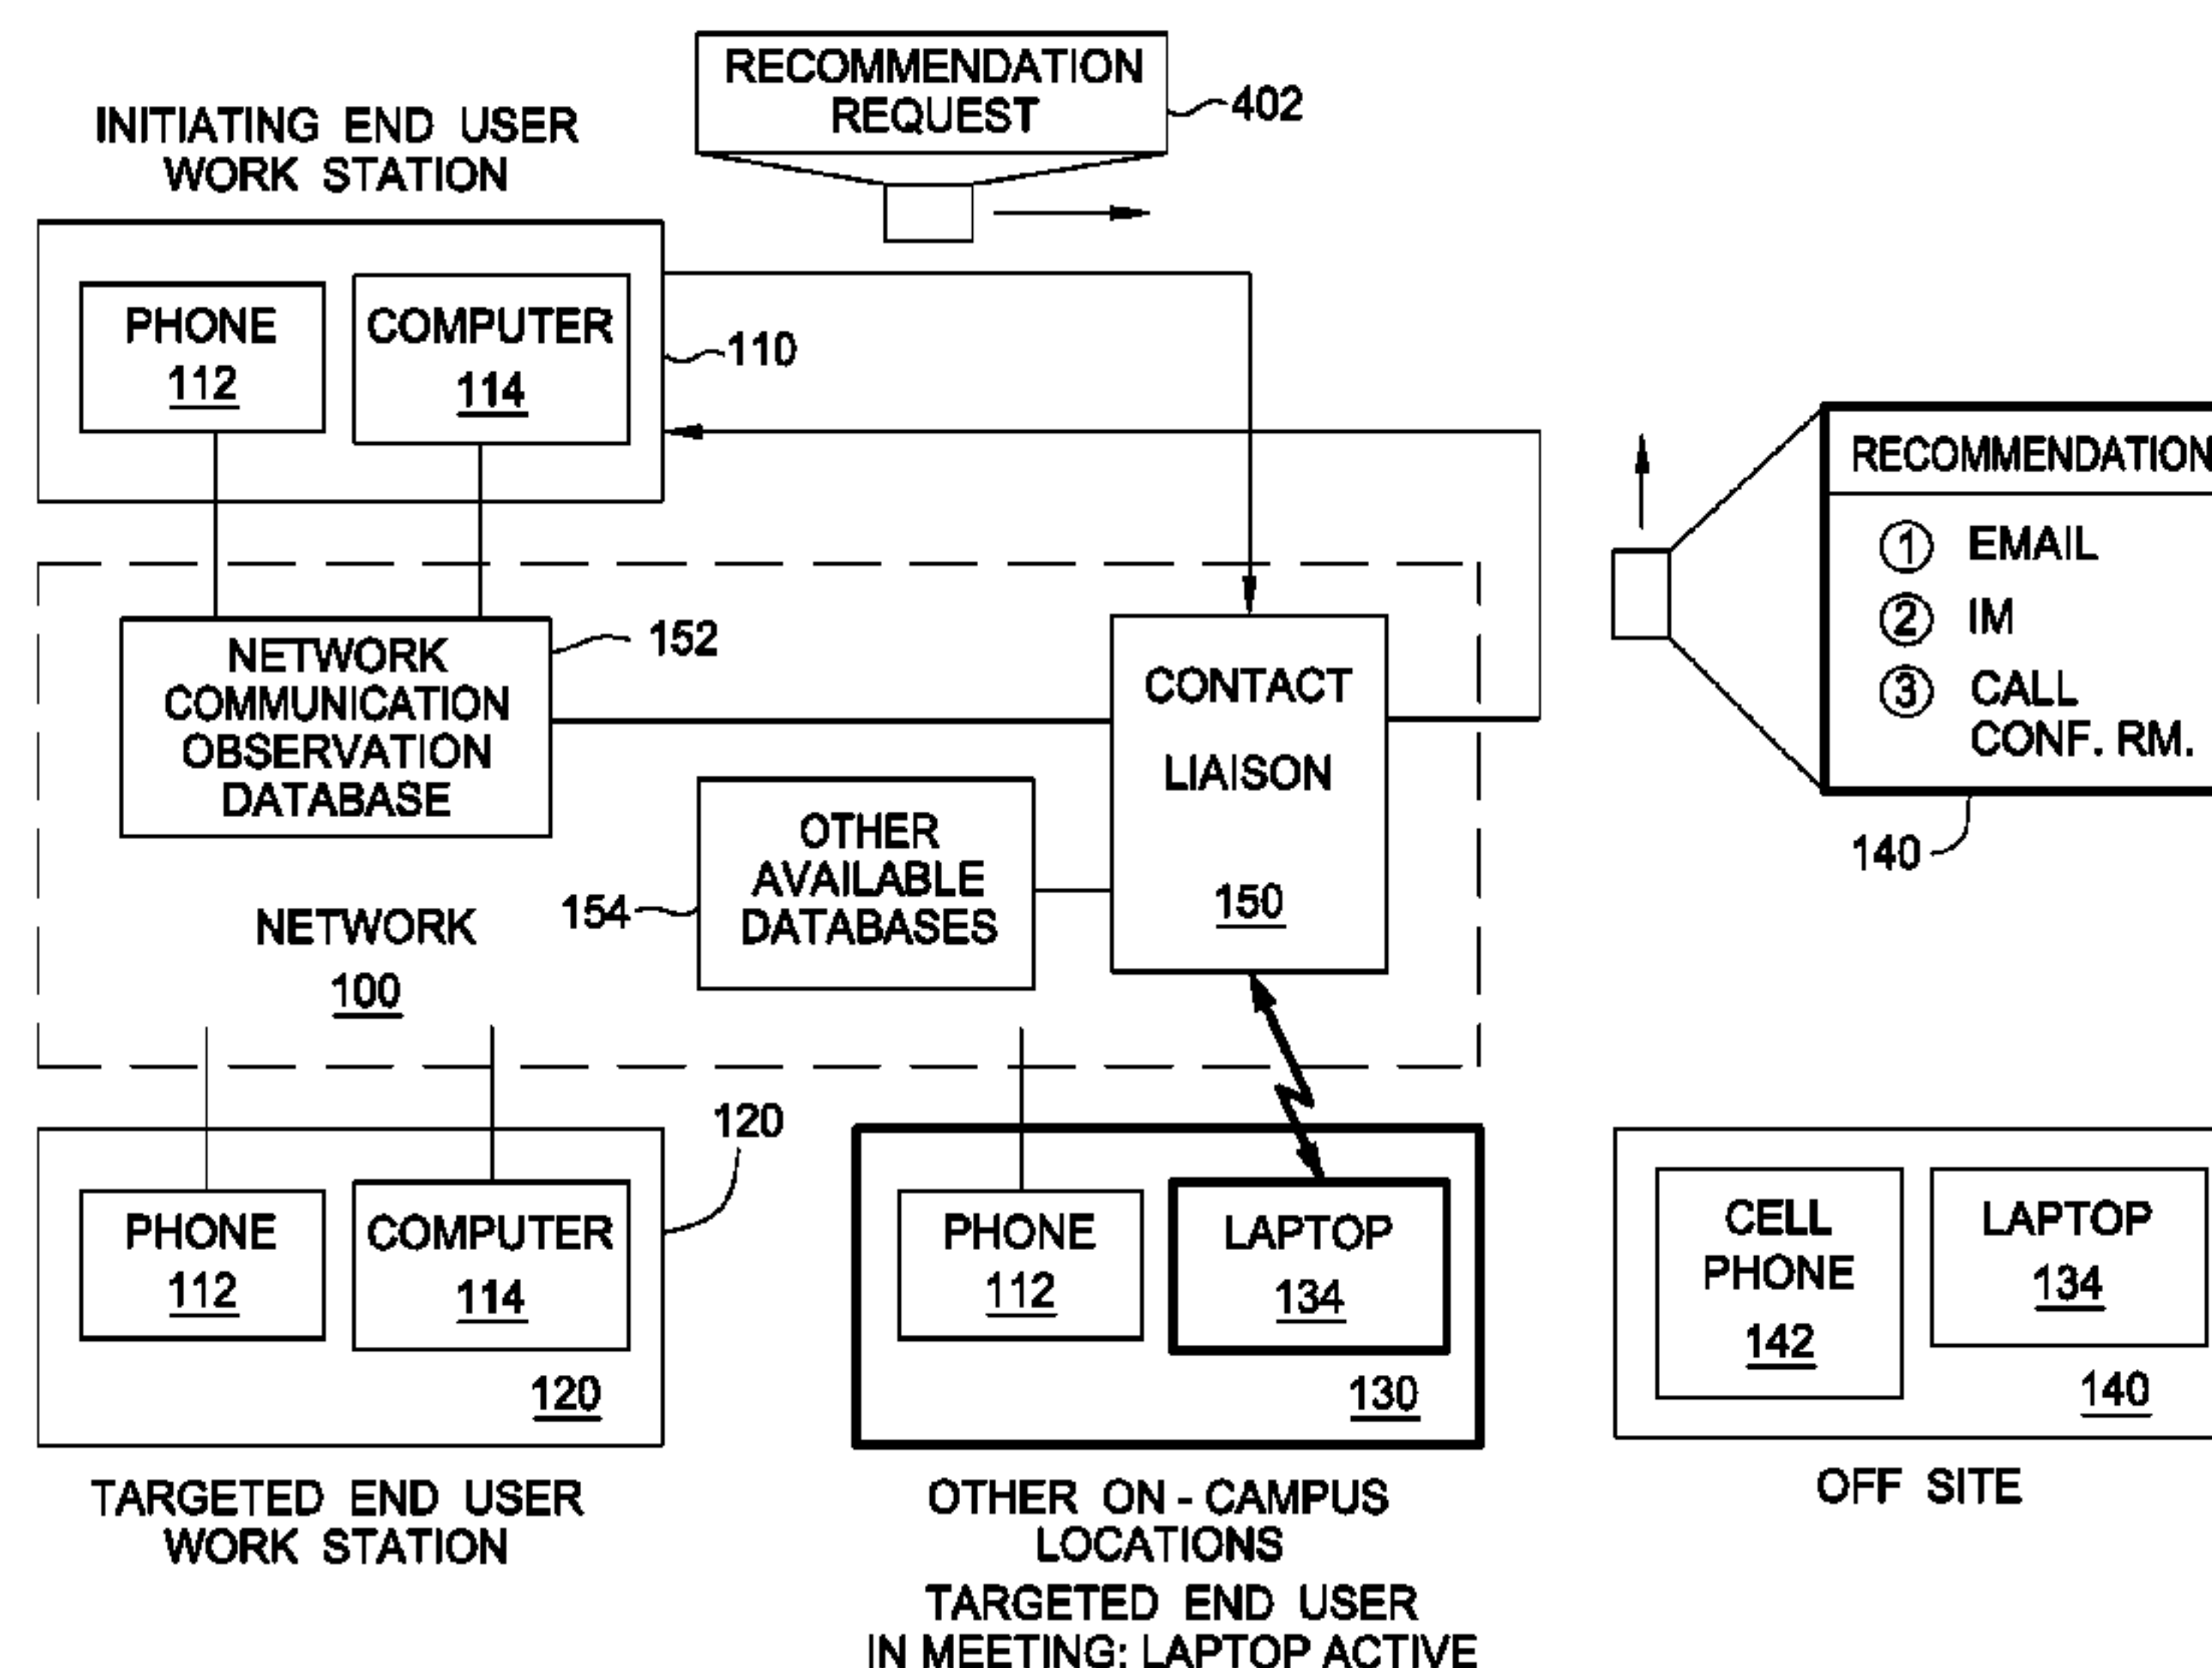 RECOMMENDATION
REQUEST
402
INITIATING END USER
WORK STATION
PHONE
112
COMPUTER
114
110
RECOMMENDATION
1 EMAIL
2 IM
3 CALL
CONF. RM.
140
NETWORK
COMMUNICATION
OBSERVATION
DATABASE
152
CONTACT
LIAISON
150
OTHER
AVAILABLE
DATABASES
154
NETWORK
100
120
PHONE
112
COMPUTER
114
120
TARGETED END USER
WORK STATION
PHONE
112
LAPTOP
134
130
OTHER ON - CAMPUS
LOCATIONS
TARGETED END USER
IN MEETING: LAPTOP ACTIVE
CELL
PHONE
142
LAPTOP
134
140
OFF SITE